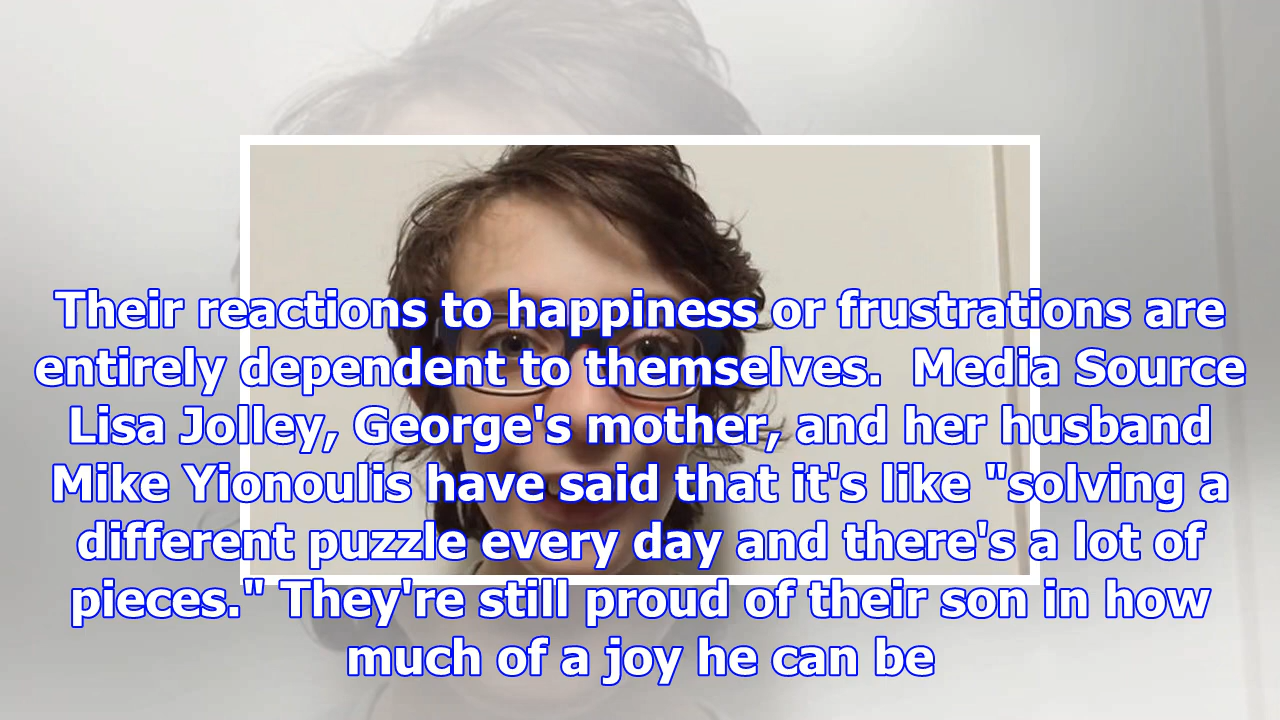 Their reactions to happiness or frustrations are
entirely dependent to themselves.  Media Source
Lisa Jolley, George's mother, and her husband
Mike Yionoulis have said that it's like "solving a
different puzzle every day and there's a lot of
pieces." They're still proud of their son in how
much of a joy he can be